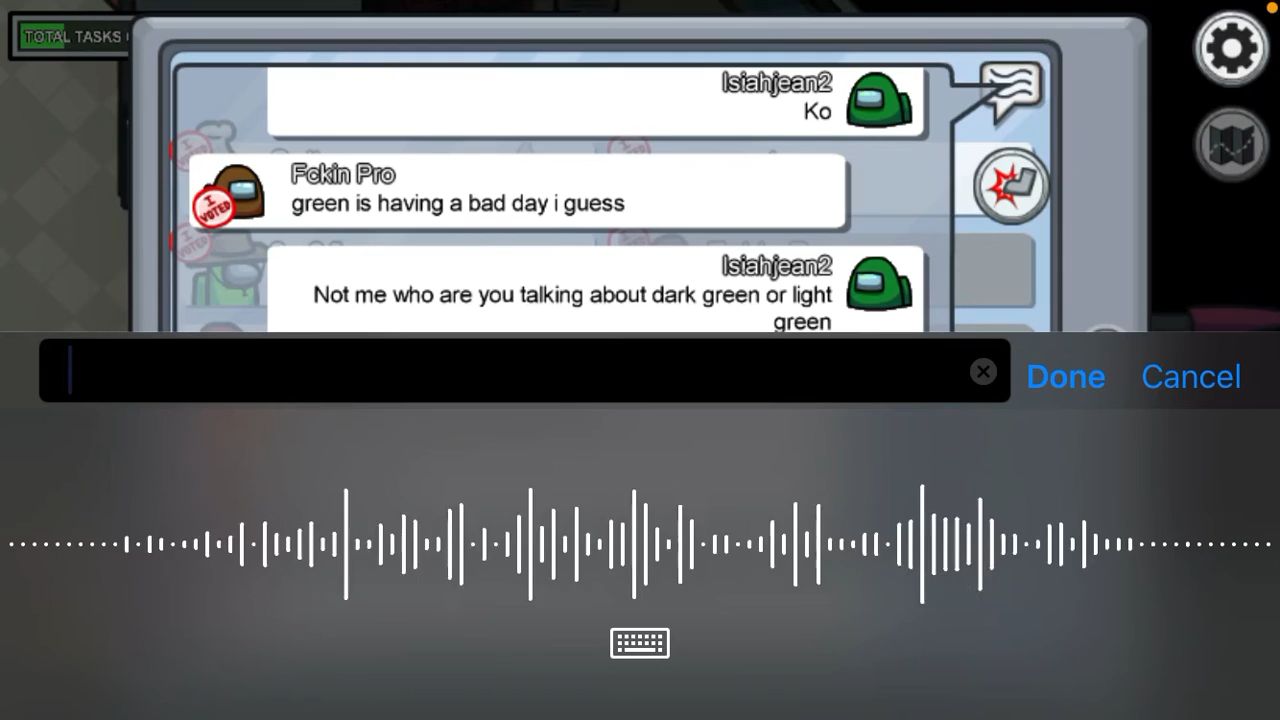 TOTAL TASKS
Isiahjean2
Ko
Fckin Pro
I VOTED
green is having a bad day i guess
Isiahjean2
Not me who are you talking about dark green or light
green
Done
Cancel